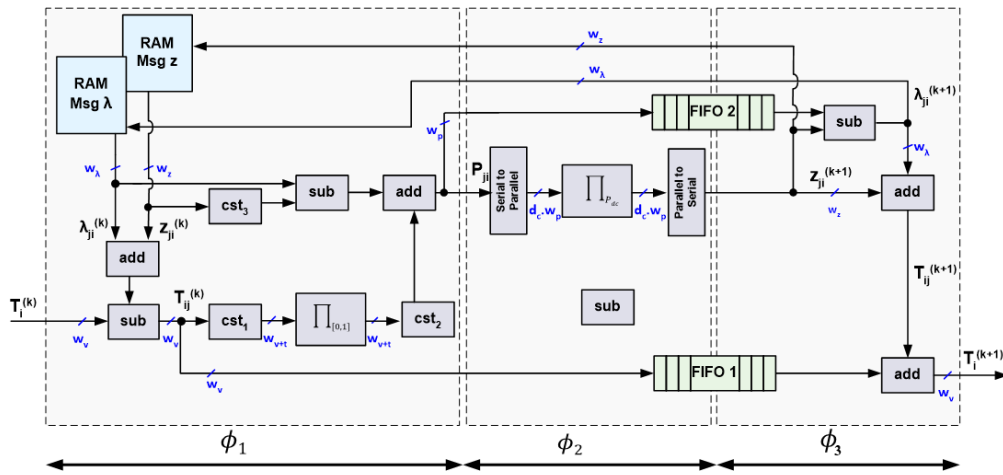 RAM
Msg z
RAM
Msg λ
w_z
w_λ
w_p
FIFO 2
λ_ji^(k+1)
sub
w_λ
w_λ
w_z
sub
add
P_ji
Serial to
Parallel
d_c.w_p
∏_{P_dc}
d_c.w_p
Parallel to
Serial
z_ji^(k+1)
w_z
add
cst_3
λ_ji^(k)
z_ji^(k)
add
T_ij^(k+1)
T_i^(k)
w_v
sub
w_v
T_ij^(k)
cst_1
w_v+t
∏_[0,1]
w_v+t
cst_2
sub
w_v
FIFO 1
add
T_i^(k+1)
w_v
ϕ_1
ϕ_2
ϕ_3